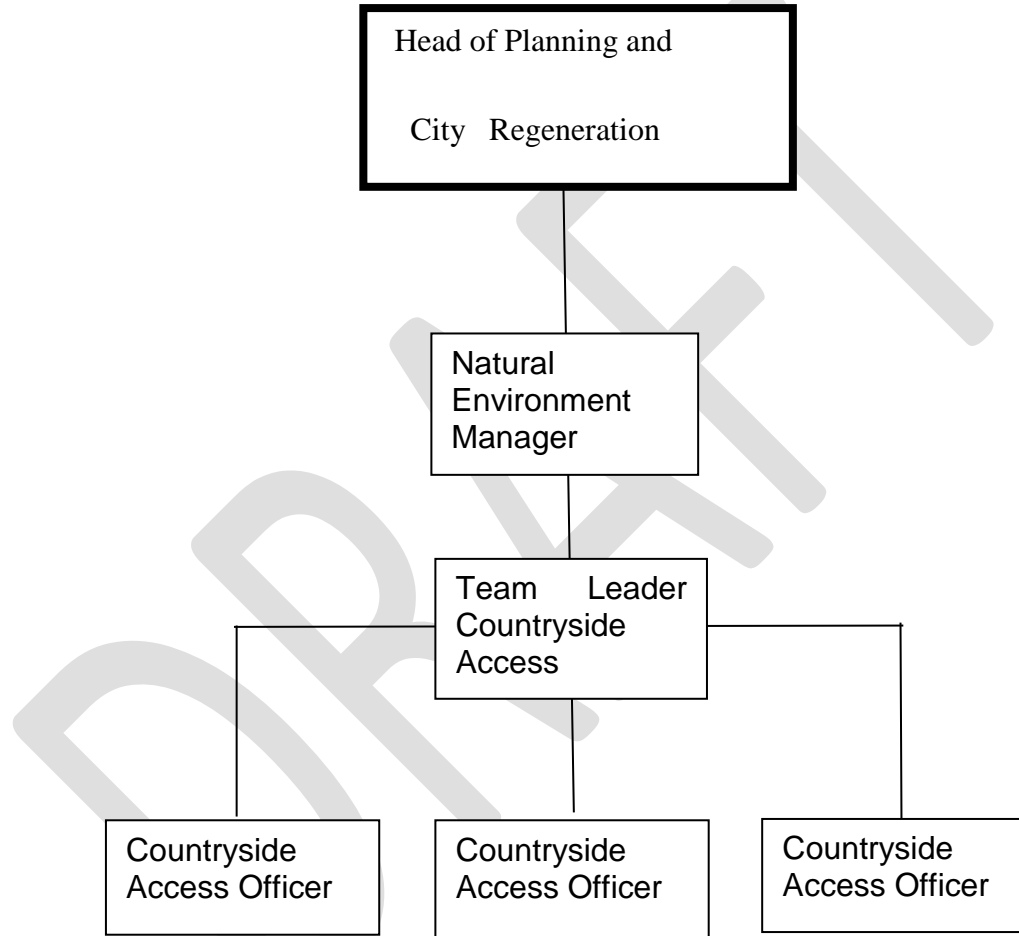 Head of Planning and
City Regeneration
Natural
Environment
Manager
Team Leader
Countryside
Access
Countryside
Access Officer
Countryside
Access Officer
Countryside
Access Officer
DRAFT